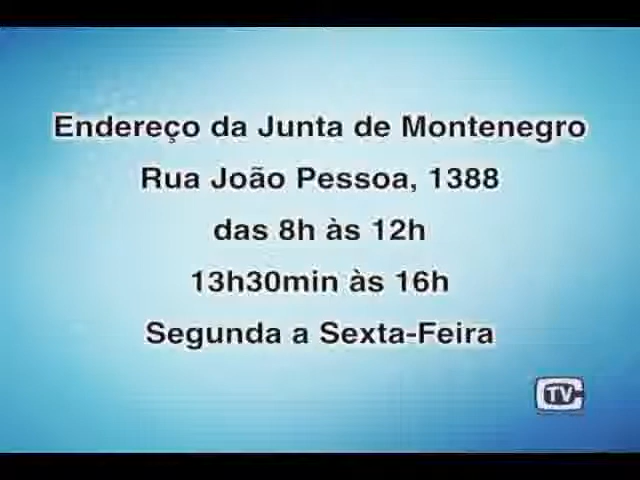 Endereço da Junta de Montenegro
Rua João Pessoa, 1388
das 8h às 12h
13h30min às 16h
Segunda a Sexta-Feira
TV